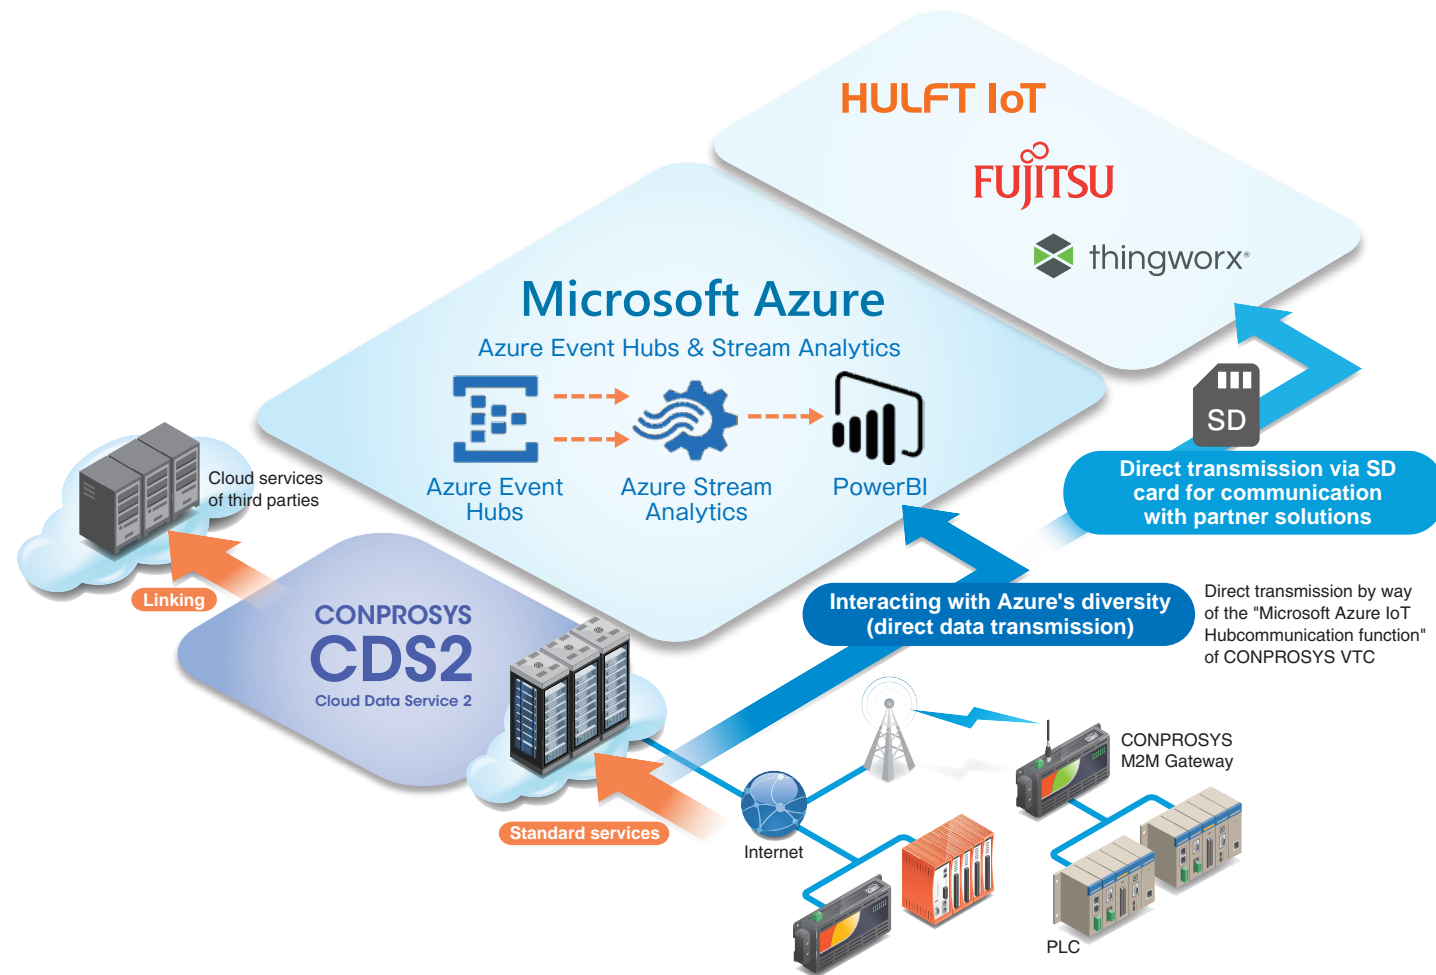 HULFT IoT
FUJITSU
thingworx®
Microsoft Azure
Azure Event Hubs & Stream Analytics
Azure Event
Hubs
Azure Stream
Analytics
PowerBI
SD
Direct transmission via SD
card for communication
with partner solutions
Cloud services
of third parties
Linking
CONPROSYS
CDS2
Cloud Data Service 2
Interacting with Azure's diversity
(direct data transmission)
Direct transmission by way
of the "Microsoft Azure IoT
Hubcommunication function"
of CONPROSYS VTC
CONPROSYS
M2M Gateway
Standard services
Internet
PLC